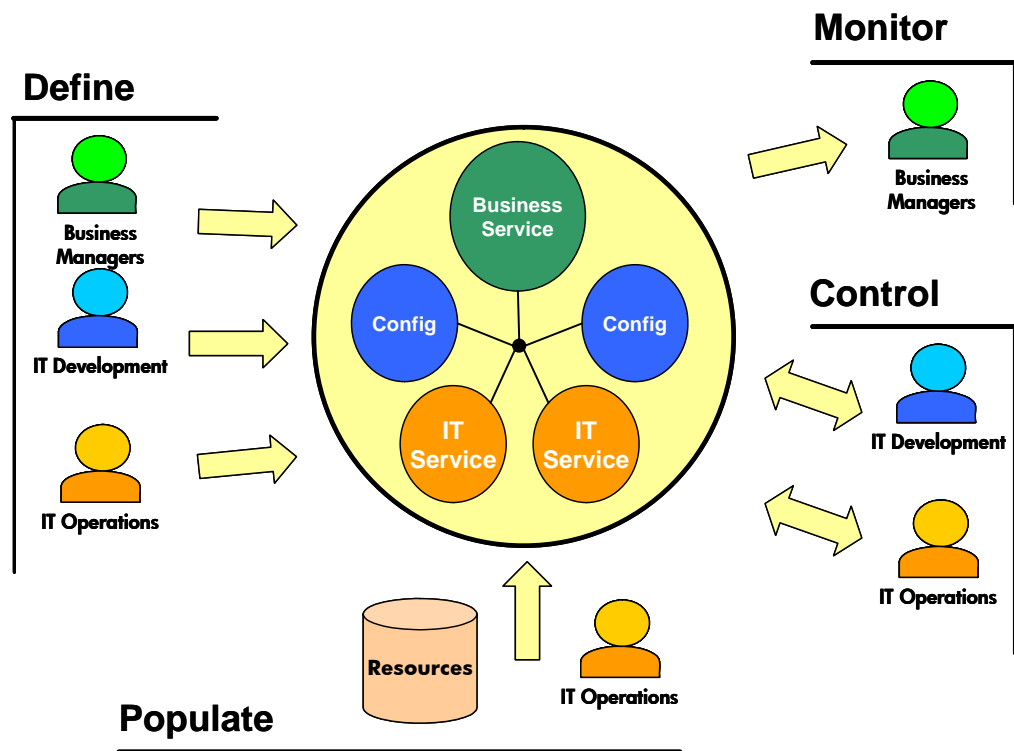 Define
Business
Managers
IT Development
IT Operations
Business
Service
Config
Config
IT
Service
IT
Service
Monitor
Business
Managers
Control
IT Development
IT Operations
Resources
IT Operations
Populate